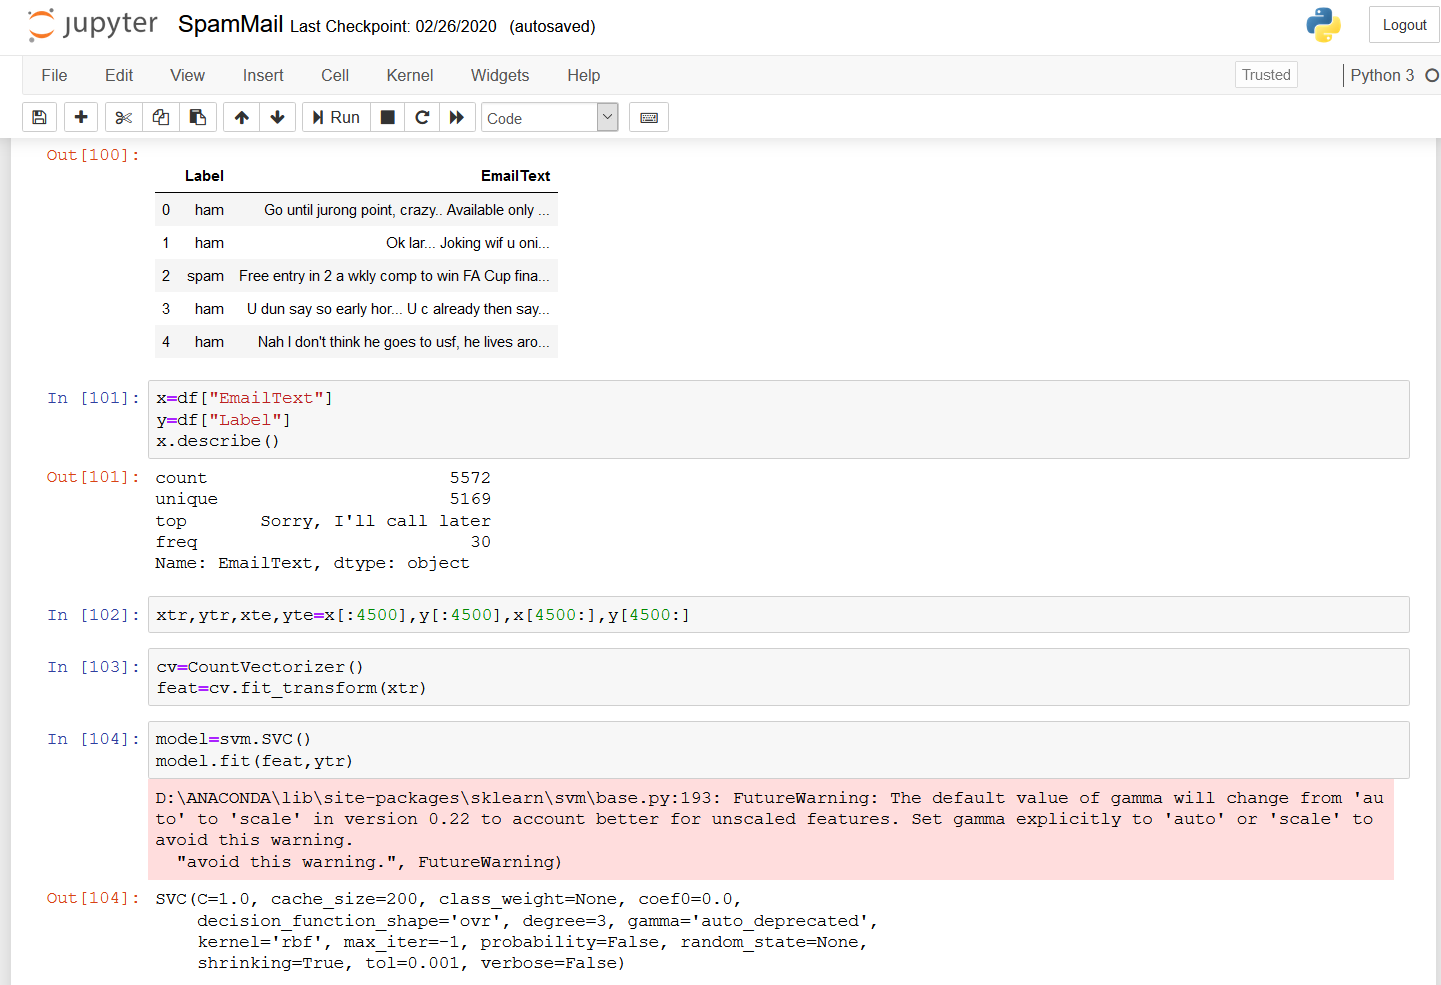 jupyter SpamMail Last Checkpoint: 02/26/2020 (autosaved) Logout
File Edit View Insert Cell Kernel Widgets Help Trusted Python 3
Run Code
Out[100]:
Label EmailText
0 ham Go until jurong point, crazy.. Available only ...
1 ham Ok lar... Joking wif u oni...
2 spam Free entry in 2 a wkly comp to win FA Cup fina...
3 ham U dun say so early hor... U c already then say...
4 ham Nah I don't think he goes to usf, he lives aro...
In [101]: x=df["EmailText"]
y=df["Label"]
x.describe()
Out[101]: count 5572
unique 5169
top Sorry, I'll call later
freq 30
Name: EmailText, dtype: object
In [102]: xtr,ytr,xte,yte=x[:4500],y[:4500],x[4500:],y[4500:]
In [103]: cv=CountVectorizer()
feat=cv.fit_transform(xtr)
In [104]: model=svm.SVC()
model.fit(feat,ytr)
D:\ANACONDA\lib\site-packages\sklearn\svm\base.py:193: FutureWarning: The default value of gamma will change from 'au
to' to 'scale' in version 0.22 to account better for unscaled features. Set gamma explicitly to 'auto' or 'scale' to
avoid this warning.
"avoid this warning.", FutureWarning)
Out[104]: SVC(C=1.0, cache_size=200, class_weight=None, coef0=0.0,
decision_function_shape='ovr', degree=3, gamma='auto_deprecated',
kernel='rbf', max_iter=-1, probability=False, random_state=None,
shrinking=True, tol=0.001, verbose=False)